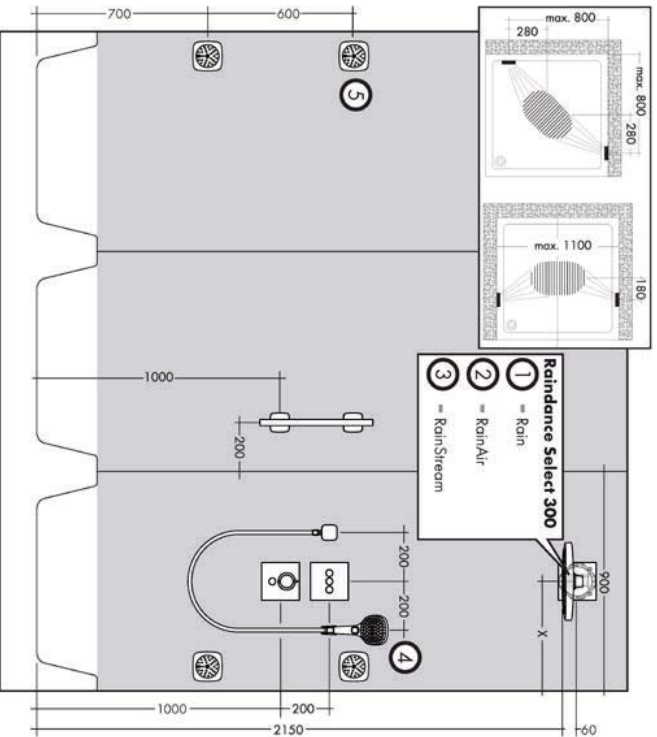 700
600
5
max. 800
280
max. 800
280
max. 1100
180
Raindance Select 300
1 = Rain
2 = RainAir
3 = RainStream
1000
200
900
200
200
4
X
1000
200
2150
60